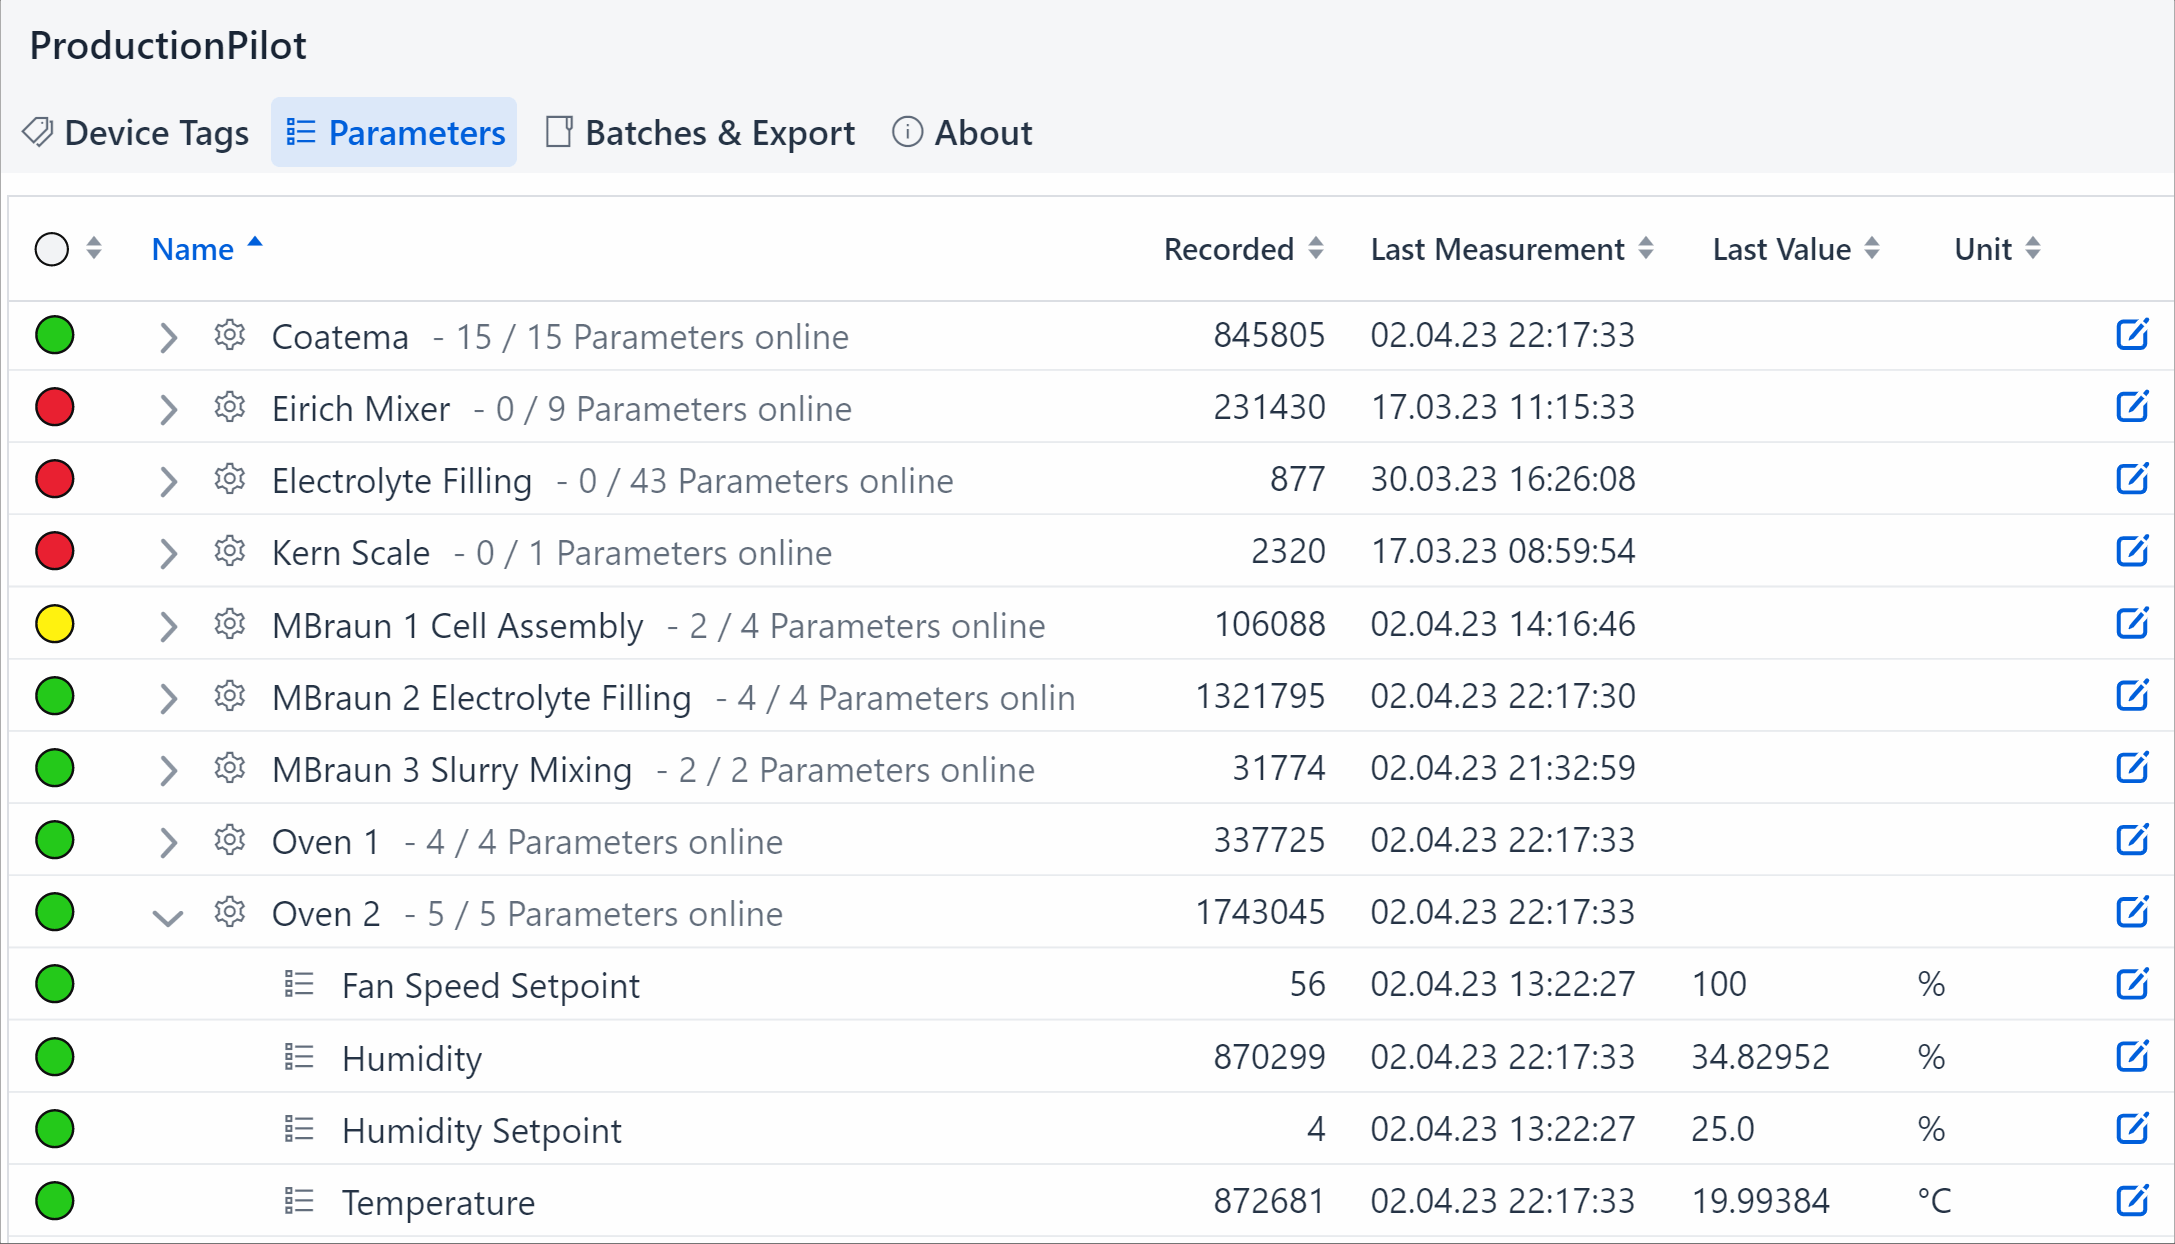 ProductionPilot
Device Tags Parameters Batches & Export About
Name Recorded Last Measurement Last Value Unit
Coatema - 15 / 15 Parameters online 845805 02.04.23 22:17:33
Eirich Mixer - 0 / 9 Parameters online 231430 17.03.23 11:15:33
Electrolyte Filling - 0 / 43 Parameters online 877 30.03.23 16:26:08
Kern Scale - 0 / 1 Parameters online 2320 17.03.23 08:59:54
MBraun 1 Cell Assembly - 2 / 4 Parameters online 106088 02.04.23 14:16:46
MBraun 2 Electrolyte Filling - 4 / 4 Parameters onlin 1321795 02.04.23 22:17:30
MBraun 3 Slurry Mixing - 2 / 2 Parameters online 31774 02.04.23 21:32:59
Oven 1 - 4 / 4 Parameters online 337725 02.04.23 22:17:33
Oven 2 - 5 / 5 Parameters online 1743045 02.04.23 22:17:33
Fan Speed Setpoint 56 02.04.23 13:22:27 100 %
Humidity 870299 02.04.23 22:17:33 34.82952 %
Humidity Setpoint 4 02.04.23 13:22:27 25.0 %
Temperature 872681 02.04.23 22:17:33 19.99384 °C